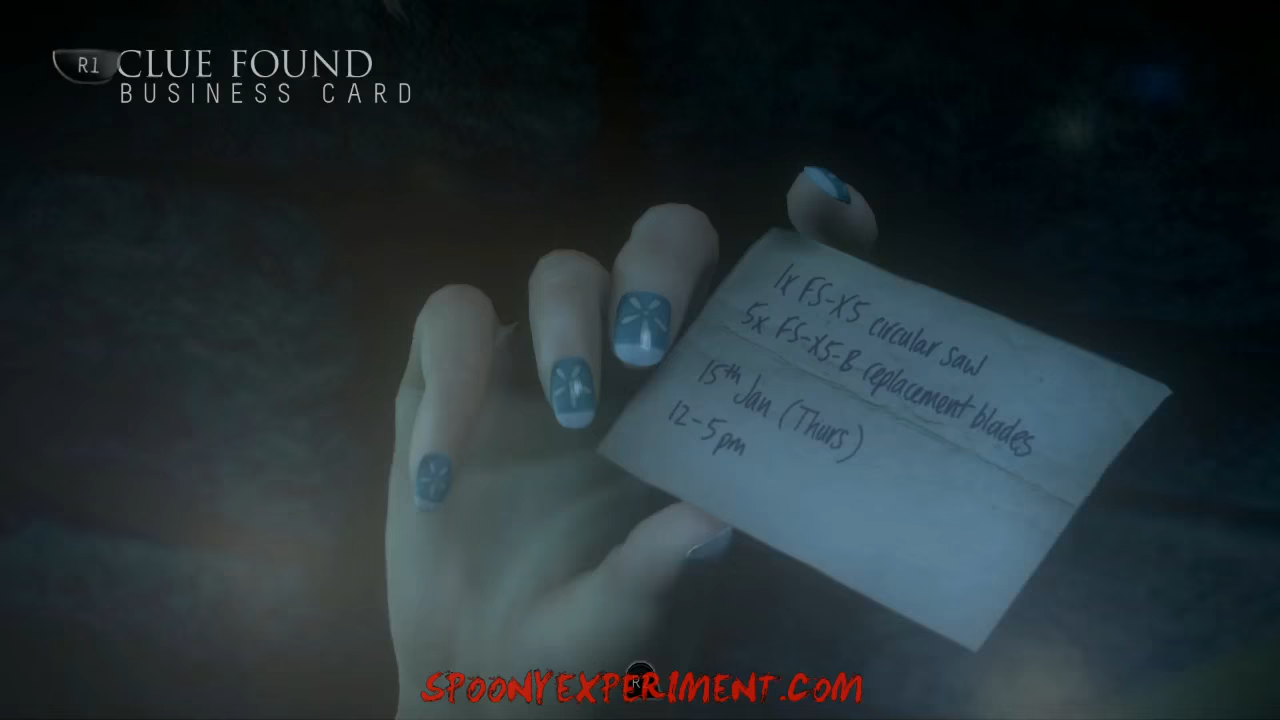 R1 CLUE FOUND
BUSINESS CARD
1x FS-X5 circular saw
5x FS-X5-B replacement blades
15th Jan (Thurs)
12-5pm
R
SPOONYEXPERIMENT.COM